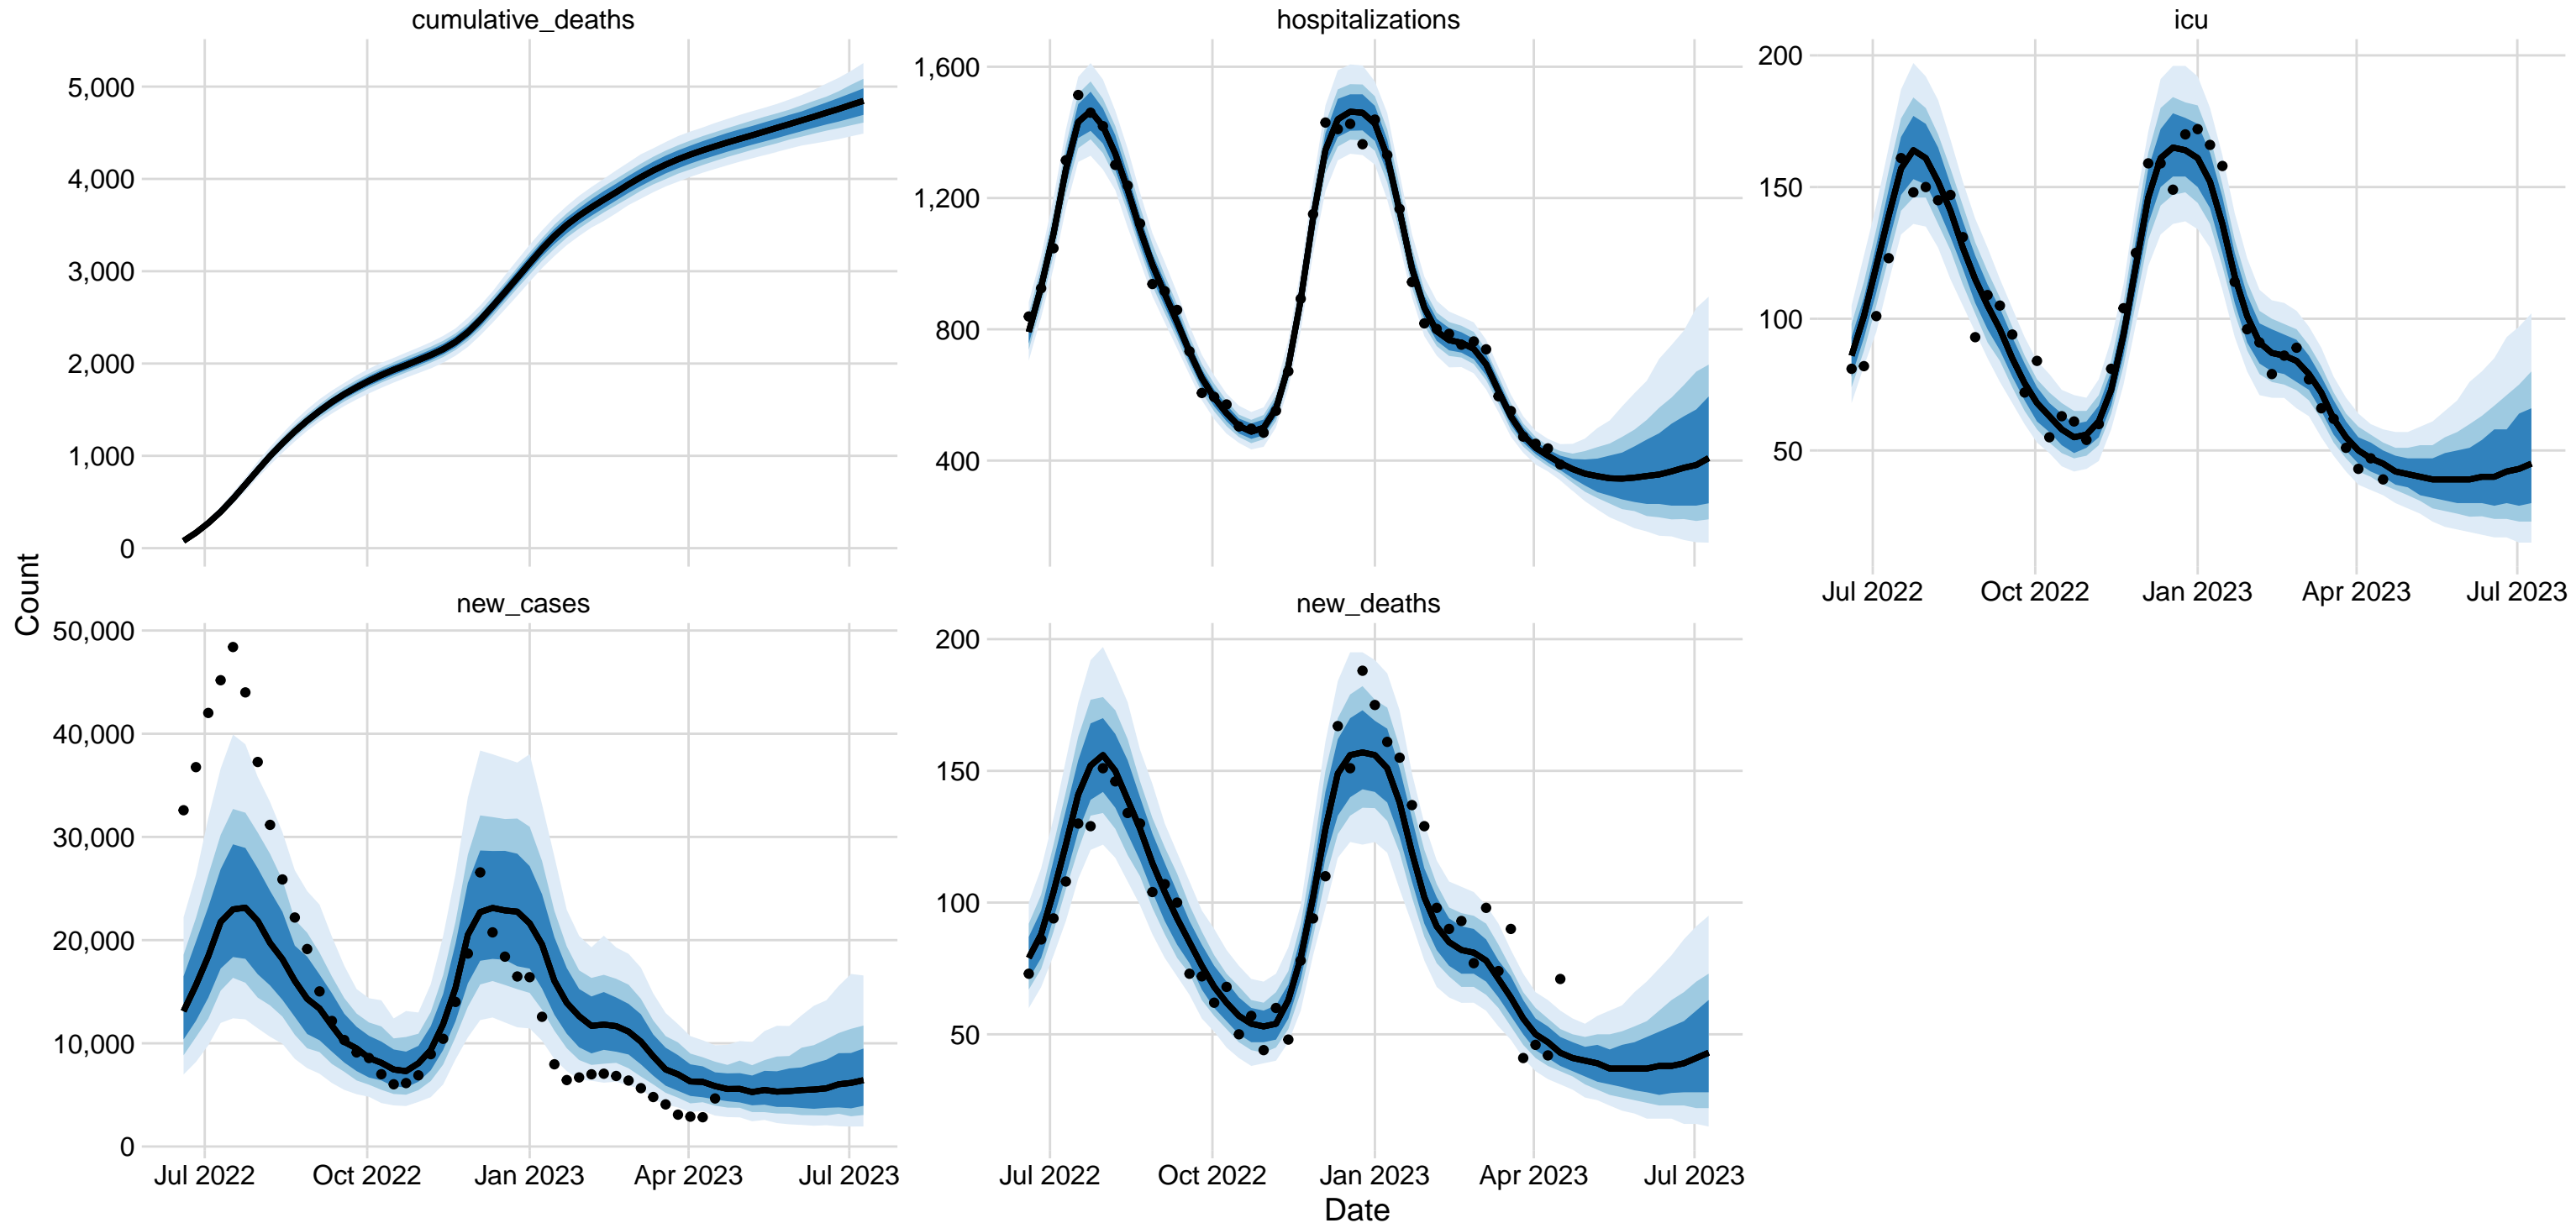 cumulative_deaths
hospitalizations
icu
5,000
4,000
3,000
2,000
1,000
0
1,600
1,200
800
400
200
150
100
50
Jul 2022 Oct 2022 Jan 2023 Apr 2023 Jul 2023
Count
new_cases
new_deaths
50,000
40,000
30,000
20,000
10,000
0
Jul 2022 Oct 2022 Jan 2023 Apr 2023 Jul 2023
200
150
100
50
Jul 2022 Oct 2022 Jan 2023 Apr 2023 Jul 2023
Date